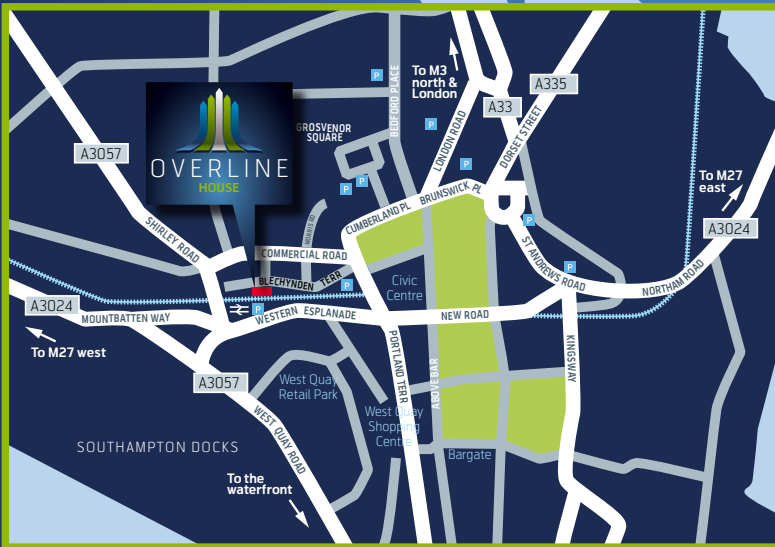 To M3
north &
London
A335
A33
BEDFORD PLACE
GROSVENOR
SQUARE
LONDON ROAD
DORSET STREET
P
P
P
P
P
P
P
P
P
A3057
OVERLINE
HOUSE
To M27
east
A3024
SHIRLEY ROAD
MORRIS RD
CUMBERLAND PL
BRUNSWICK PL
COMMERCIAL ROAD
BLECHYNDEN TERR
ST ANDREWS ROAD
NORTHAM ROAD
Civic
Centre
A3024
MOUNTBATTEN WAY
WESTERN ESPLANADE
NEW ROAD
To M27 west
A3057
PORTLAND TERR
ABOVE BAR
KINGSWAY
West Quay
Retail Park
WEST QUAY ROAD
West Quay
Shopping
Centre
Bargate
SOUTHAMPTON DOCKS
To the
waterfront